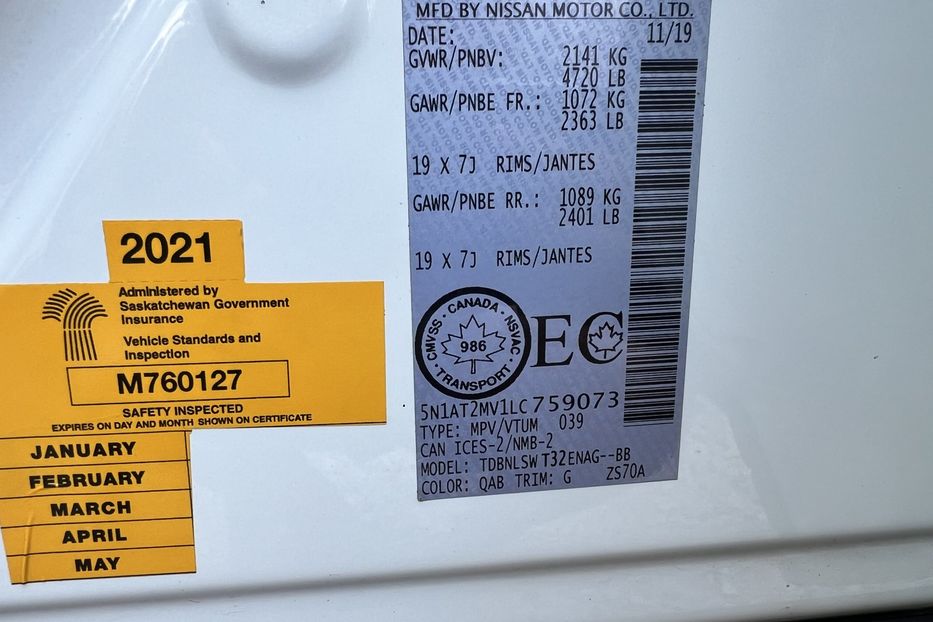 MFD BY NISSAN MOTOR CO., LTD.
DATE: 11/19
GVWR/PNBV: 2141 KG
4720 LB
GAWR/PNBE FR.: 1072 KG
2363 LB
19 X 7J RIMS/JANTES
GAWR/PNBE RR.: 1089 KG
2401 LB
19 X 7J RIMS/JANTES
CMVSS · CANADA · NSVAC
986
· TRANSPORT ·
EC
5N1AT2MV1LC759073
TYPE: MPV/VTUM 039
CAN ICES-2/NMB-2
MODEL: TDBNLSW T32ENAG--BB
COLOR: QAB TRIM: G ZS70A
2021
Administered by
Saskatchewan Government
Insurance
Vehicle Standards and
Inspection
M760127
SAFETY INSPECTED
EXPIRES ON DAY AND MONTH SHOWN ON CERTIFICATE
JANUARY
FEBRUARY
MARCH
APRIL
MAY